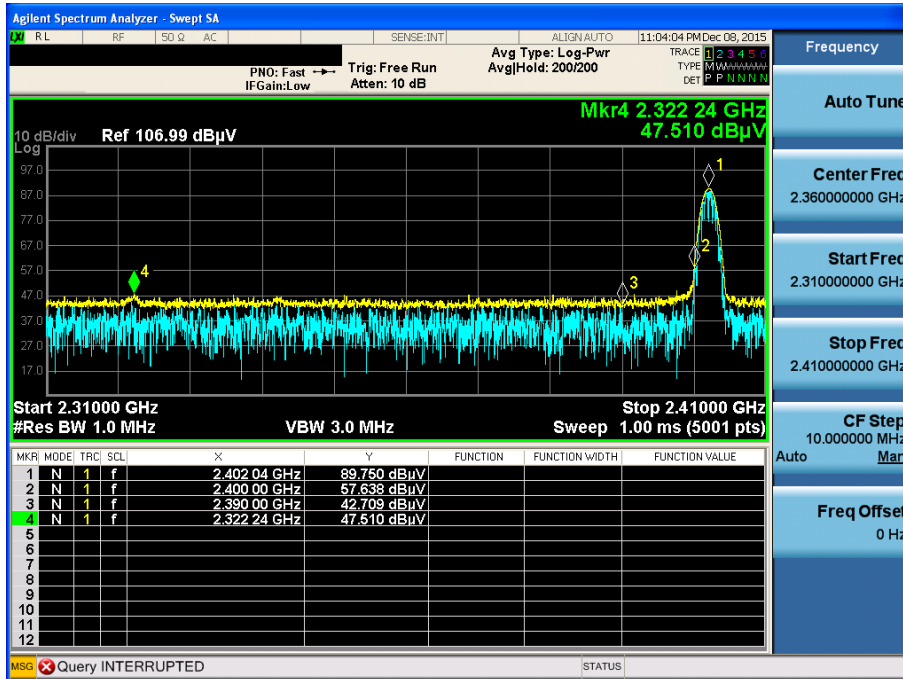 Agilent Spectrum Analyzer - Swept SA
LXI RL RF 50 Ω AC SENSE:INT ALIGN AUTO 11:04:04 PM Dec 08, 2015
PNO: Fast
IFGain:Low
Trig: Free Run
Atten: 10 dB
Avg Type: Log-Pwr
Avg|Hold: 200/200
TRACE 1 2 3 4 5 6
TYPE MWWWWW
DET P P N N N N
Mkr4 2.322 24 GHz
47.510 dBµV
10 dB/div Ref 106.99 dBµV
Log
97.0
87.0
77.0
67.0
57.0
47.0
37.0
27.0
17.0
1
2
3
4
Start 2.31000 GHz Stop 2.41000 GHz
#Res BW 1.0 MHz VBW 3.0 MHz Sweep 1.00 ms (5001 pts)
MKR MODE TRC SCL X Y FUNCTION FUNCTION WIDTH FUNCTION VALUE
1 N 1 f 2.402 04 GHz 89.750 dBµV
2 N 1 f 2.400 00 GHz 57.638 dBµV
3 N 1 f 2.390 00 GHz 42.709 dBµV
4 N 1 f 2.322 24 GHz 47.510 dBµV
5
6
7
8
9
10
11
12
MSG Query INTERRUPTED STATUS
Frequency
Auto Tune
Center Freq
2.360000000 GHz
Start Freq
2.310000000 GHz
Stop Freq
2.410000000 GHz
CF Step
10.000000 MHz
Auto Man
Freq Offset
0 Hz